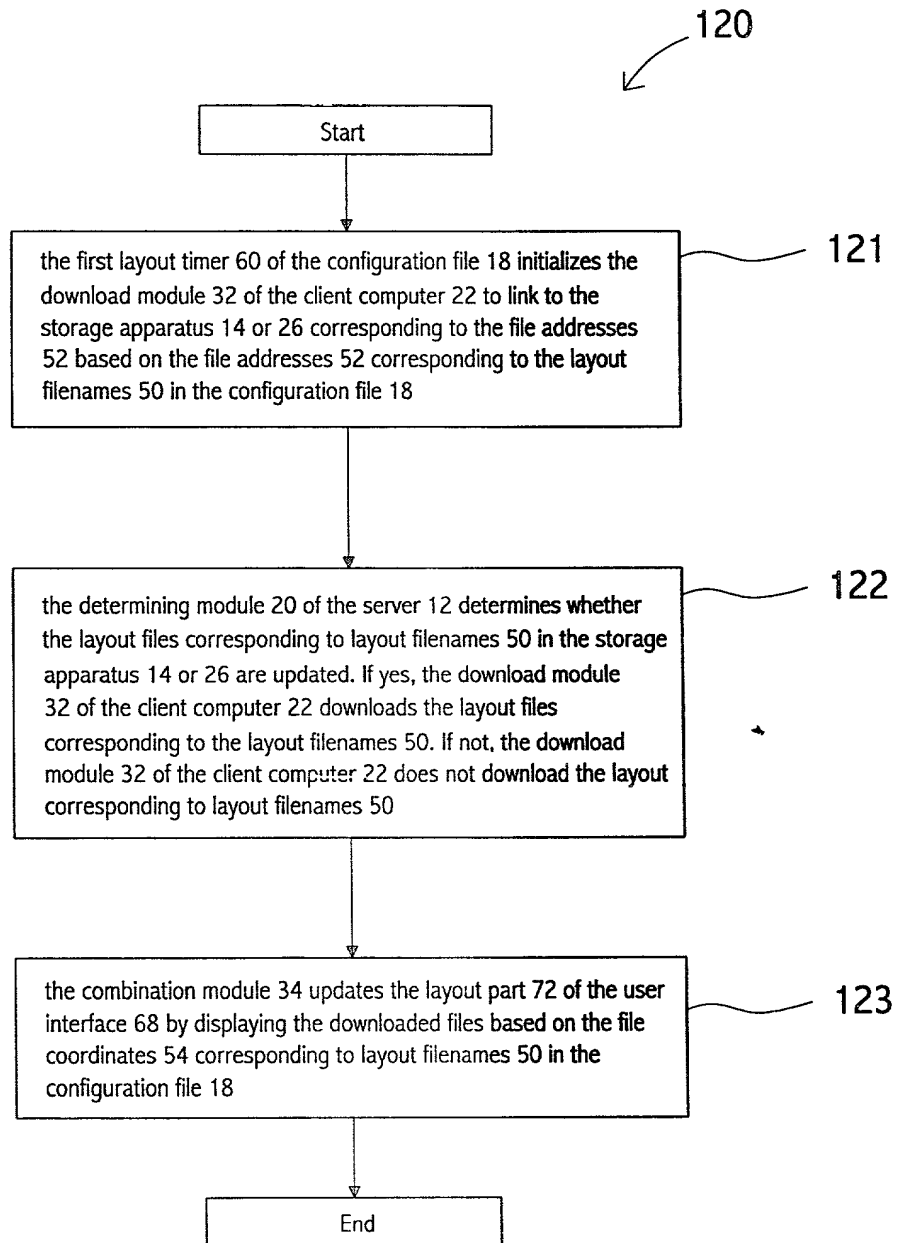 120
Start
the first layout timer 60 of the configuration file 18 initializes the
download module 32 of the client computer 22 to link to the
storage apparatus 14 or 26 corresponding to the file addresses
52 based on the file addresses 52 corresponding to the layout
filenames 50 in the configuration file 18
121
the determining module 20 of the server 12 determines whether
the layout files corresponding to layout filenames 50 in the storage
apparatus 14 or 26 are updated. If yes, the download module
32 of the client computer 22 downloads the layout files
corresponding to the layout filenames 50. If not, the download
module 32 of the client computer 22 does not download the layout
corresponding to layout filenames 50
122
the combination module 34 updates the layout part 72 of the user
interface 68 by displaying the downloaded files based on the file
coordinates 54 corresponding to layout filenames 50 in the
configuration file 18
123
End